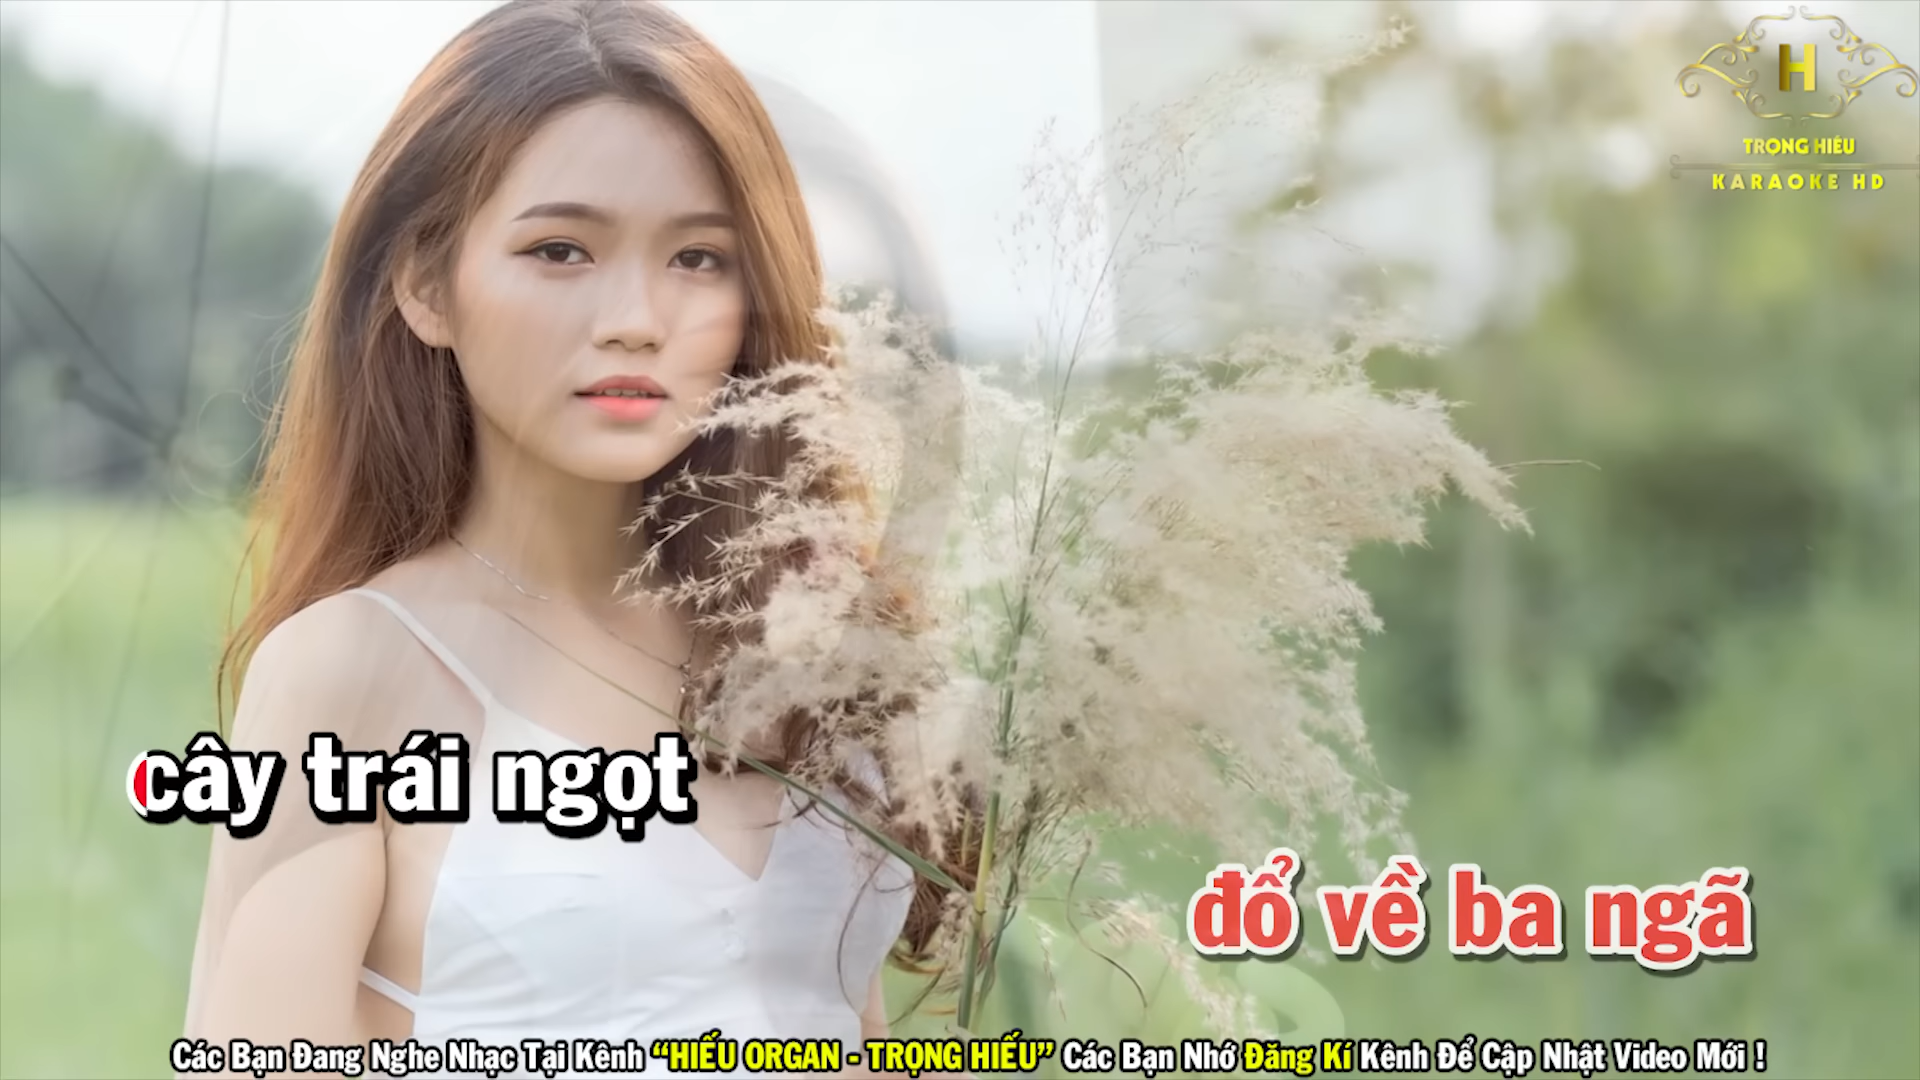 H
TRỌNG HIẾU
KARAOKE HD
cây trái ngọt
đổ về ba ngã
Các Bạn Đang Nghe Nhạc Tại Kênh “HIẾU ORGAN - TRỌNG HIẾU” Các Bạn Nhớ Đăng Kí Kênh Để Cập Nhật Video Mới !